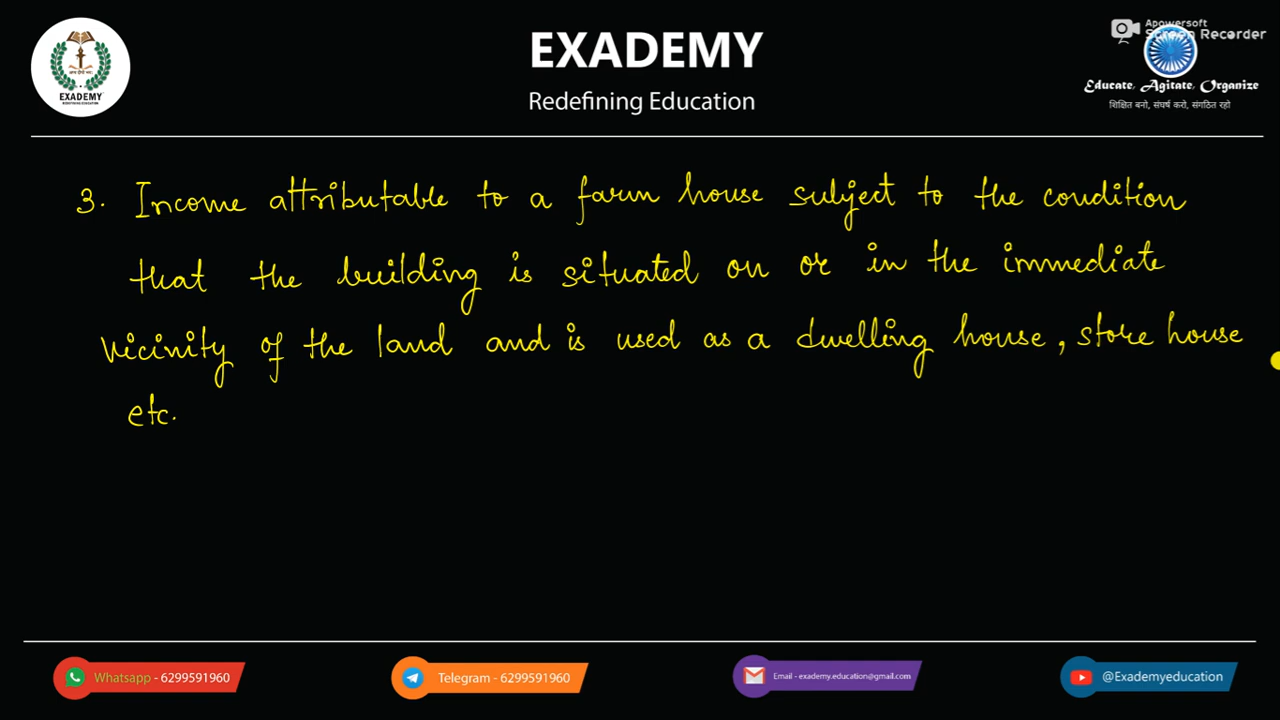 EXADEMY
Redefining Education
EXADEMY
REDEFINING EDUCATION
Apowersoft
Screen Recorder
Educate, Agitate, Organize
शिक्षित बनो, संघर्ष करो, संगठित रहो
3. Income attributable to a farm house subject to the condition
that the building is situated on or in the immediate
vicinity of the land and is used as a dwelling house, store house
etc.
Whatsapp - 6299591960
Telegram - 6299591960
Email - exademy.education@gmail.com
@Exademyeducation